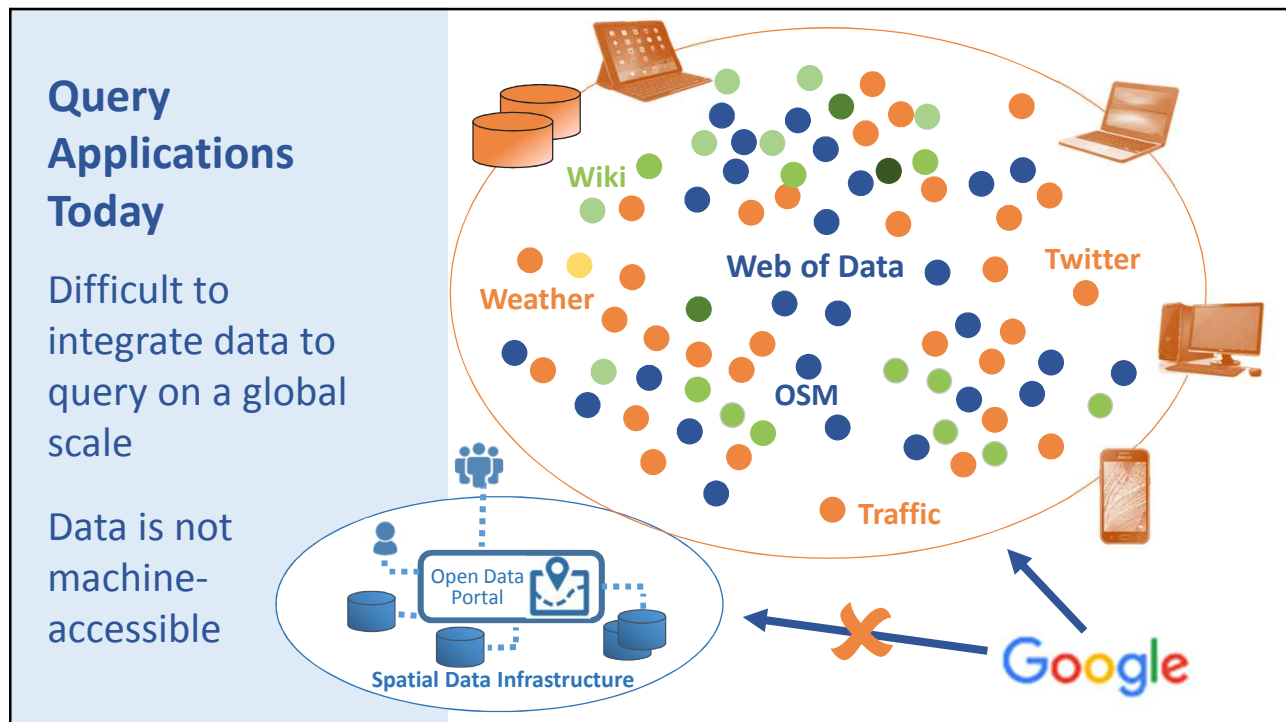 Query
Applications
Today
Difficult to
integrate data to
query on a global
scale
Data is not
machine-
accessible
Wiki
Web of Data
Twitter
Weather
OSM
Traffic
Open Data
Portal
Spatial Data Infrastructure
Google